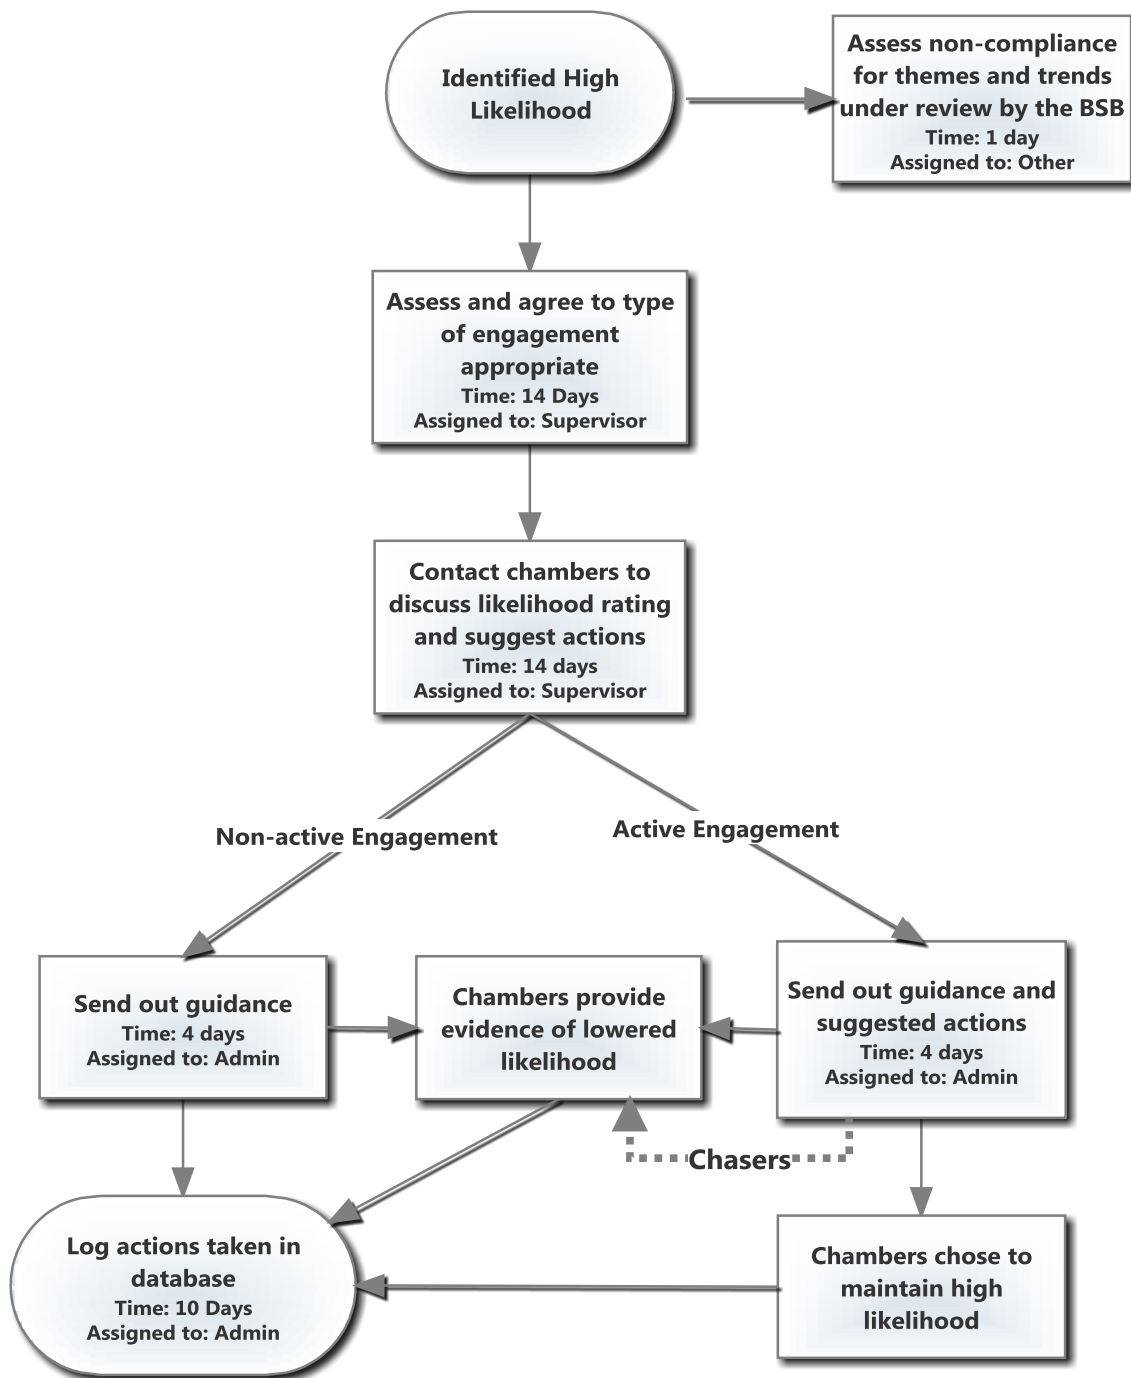 Identified High
Likelihood
Assess non-compliance
for themes and trends
under review by the BSB
Time: 1 day
Assigned to: Other
Assess and agree to type
of engagement
appropriate
Time: 14 Days
Assigned to: Supervisor
Contact chambers to
discuss likelihood rating
and suggest actions
Time: 14 days
Assigned to: Supervisor
Non-active Engagement
Active Engagement
Send out guidance
Time: 4 days
Assigned to: Admin
Chambers provide
evidence of lowered
likelihood
Send out guidance and
suggested actions
Time: 4 days
Assigned to: Admin
Chasers
Log actions taken in
database
Time: 10 Days
Assigned to: Admin
Chambers chose to
maintain high
likelihood